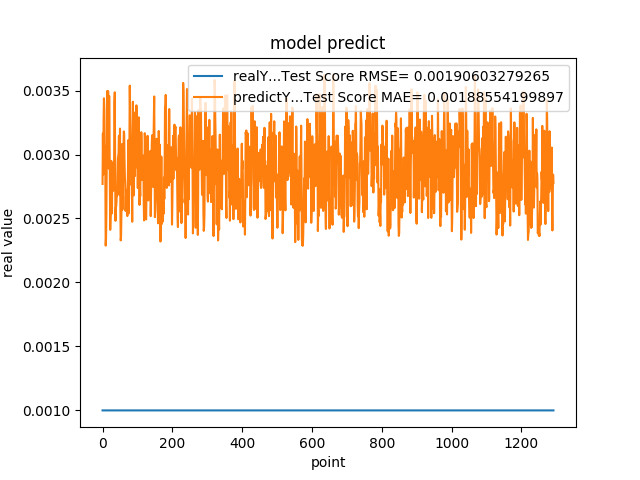 model predict
realY...Test Score RMSE= 0.00190603279265
predictY...Test Score MAE= 0.00188554199897
0.0035
0.0030
0.0025
0.0020
0.0015
0.0010
real value
0 200 400 600 800 1000 1200
point